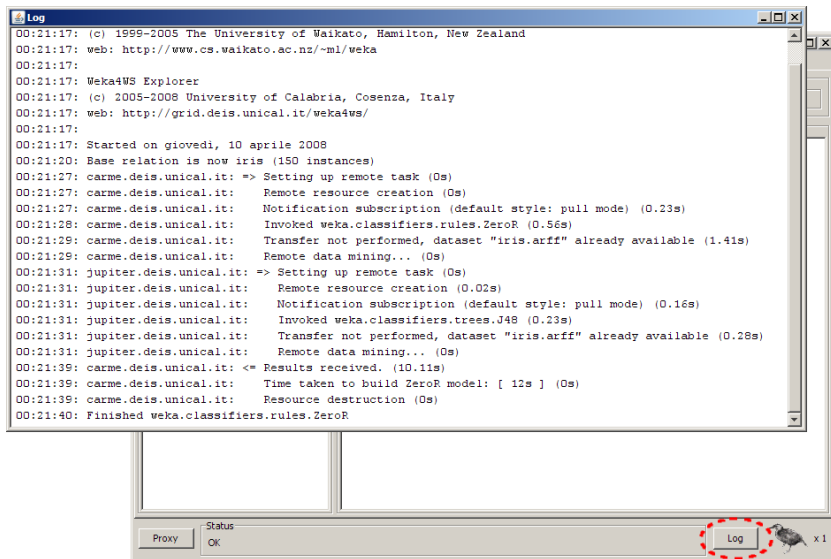 Log
00:21:17: (c) 1999-2005 The University of Waikato, Hamilton, New Zealand
00:21:17: web: http://www.cs.waikato.ac.nz/~ml/weka
00:21:17:
00:21:17: Weka4WS Explorer
00:21:17: (c) 2005-2008 University of Calabria, Cosenza, Italy
00:21:17: web: http://grid.deis.unical.it/weka4ws/
00:21:17:
00:21:17: Started on giovedì, 10 aprile 2008
00:21:20: Base relation is now iris (150 instances)
00:21:27: carme.deis.unical.it: => Setting up remote task (0s)
00:21:27: carme.deis.unical.it: Remote resource creation (0s)
00:21:27: carme.deis.unical.it: Notification subscription (default style: pull mode) (0.23s)
00:21:28: carme.deis.unical.it: Invoked weka.classifiers.rules.ZeroR (0.56s)
00:21:29: carme.deis.unical.it: Transfer not performed, dataset "iris.arff" already available (1.41s)
00:21:29: carme.deis.unical.it: Remote data mining... (0s)
00:21:31: jupiter.deis.unical.it: => Setting up remote task (0s)
00:21:31: jupiter.deis.unical.it: Remote resource creation (0.02s)
00:21:31: jupiter.deis.unical.it: Notification subscription (default style: pull mode) (0.16s)
00:21:31: jupiter.deis.unical.it: Invoked weka.classifiers.trees.J48 (0.23s)
00:21:31: jupiter.deis.unical.it: Transfer not performed, dataset "iris.arff" already available (0.28s)
00:21:31: jupiter.deis.unical.it: Remote data mining... (0s)
00:21:39: carme.deis.unical.it: <= Results received. (10.11s)
00:21:39: carme.deis.unical.it: Time taken to build ZeroR model: [ 12s ] (0s)
00:21:39: carme.deis.unical.it: Resource destruction (0s)
00:21:40: Finished weka.classifiers.rules.ZeroR
Proxy
Status
OK
Log
x 1